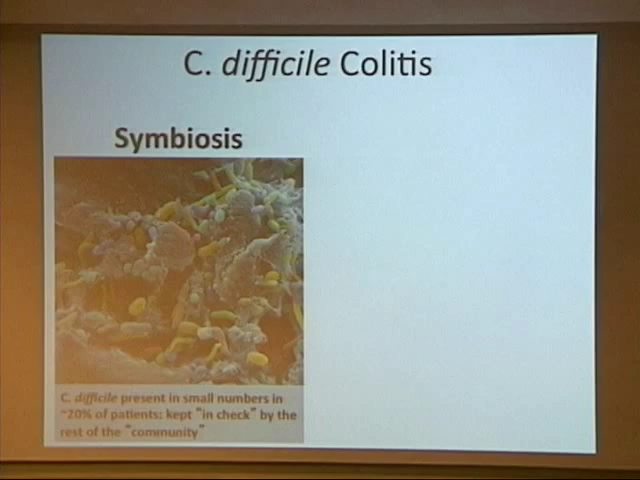 C. difficile Colitis
Symbiosis
C. difficile present in small numbers in
~20% of patients: kept “in check” by the
rest of the “community”